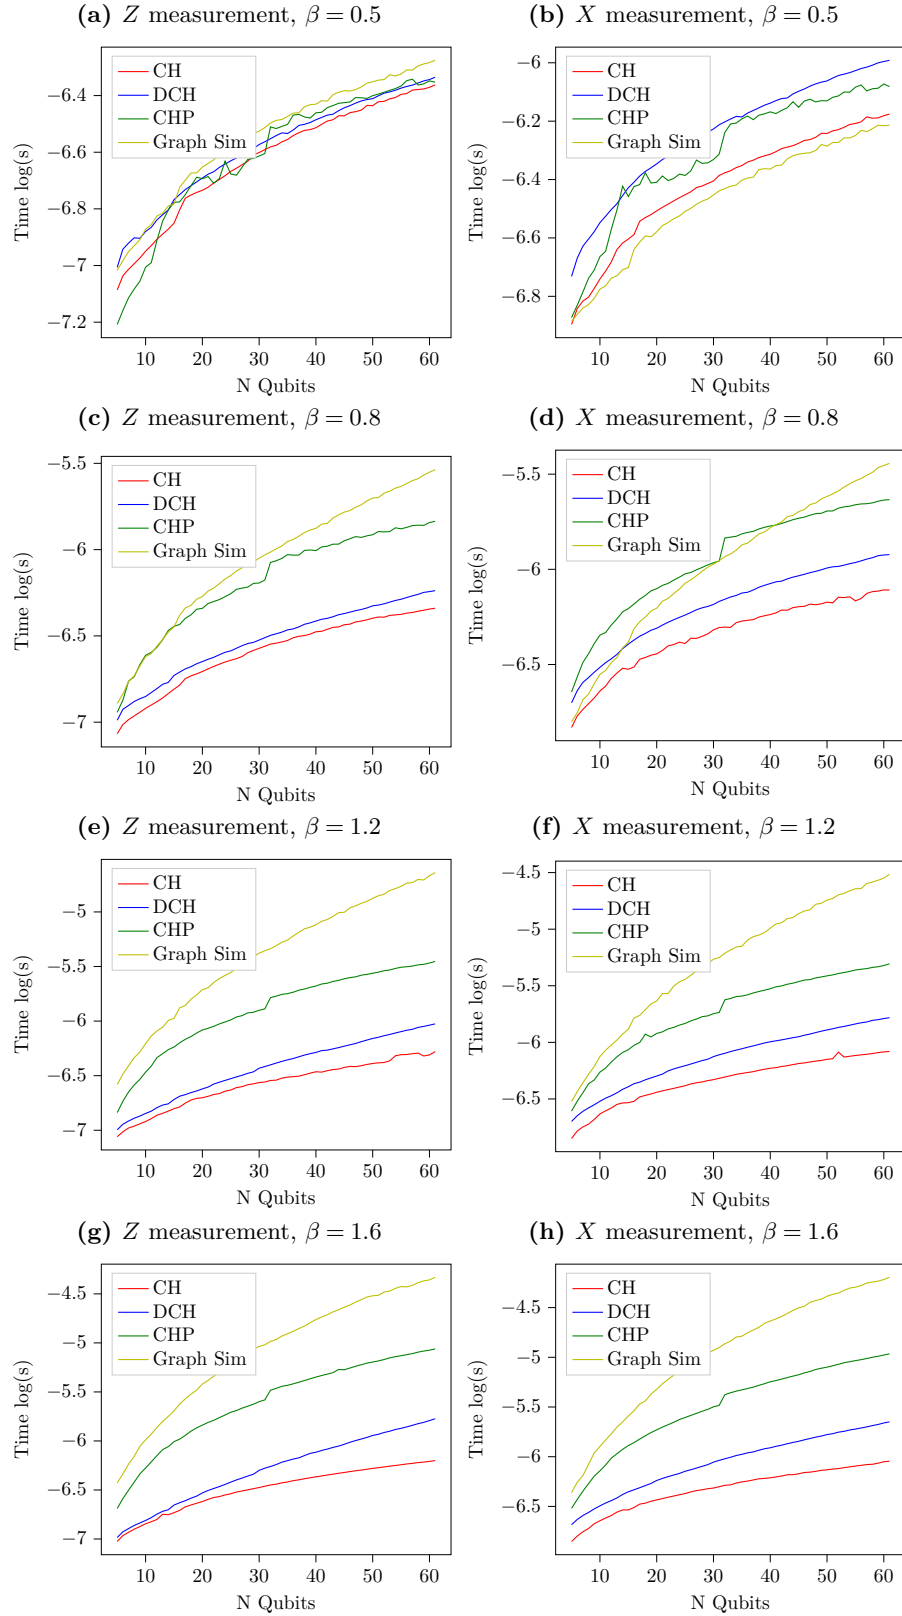 (a) Z measurement, β = 0.5
CH
DCH
CHP
Graph Sim
−6.4
−6.6
−6.8
−7
−7.2
Time log(s)
10 20 30 40 50 60
N Qubits
(b) X measurement, β = 0.5
CH
DCH
CHP
Graph Sim
−6
−6.2
−6.4
−6.6
−6.8
Time log(s)
10 20 30 40 50 60
N Qubits
(c) Z measurement, β = 0.8
CH
DCH
CHP
Graph Sim
−5.5
−6
−6.5
−7
Time log(s)
10 20 30 40 50 60
N Qubits
(d) X measurement, β = 0.8
CH
DCH
CHP
Graph Sim
−5.5
−6
−6.5
Time log(s)
10 20 30 40 50 60
N Qubits
(e) Z measurement, β = 1.2
CH
DCH
CHP
Graph Sim
−5
−5.5
−6
−6.5
−7
Time log(s)
10 20 30 40 50 60
N Qubits
(f) X measurement, β = 1.2
CH
DCH
CHP
Graph Sim
−4.5
−5
−5.5
−6
−6.5
Time log(s)
10 20 30 40 50 60
N Qubits
(g) Z measurement, β = 1.6
CH
DCH
CHP
Graph Sim
−4.5
−5
−5.5
−6
−6.5
−7
Time log(s)
10 20 30 40 50 60
N Qubits
(h) X measurement, β = 1.6
CH
DCH
CHP
Graph Sim
−4.5
−5
−5.5
−6
−6.5
Time log(s)
10 20 30 40 50 60
N Qubits